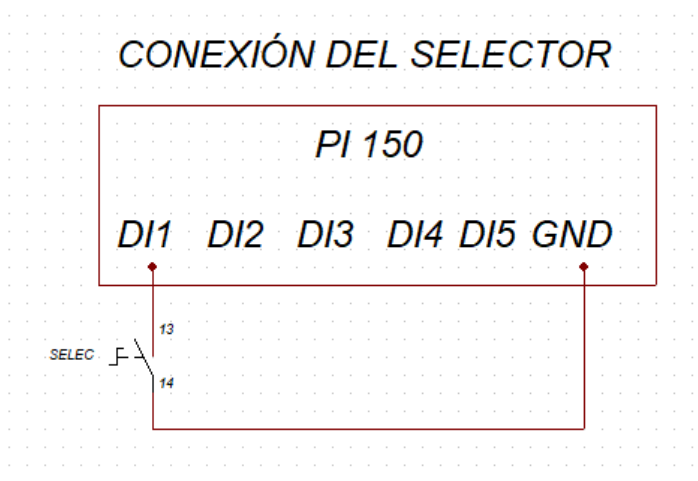 CONEXIÓN DEL SELECTOR
PI 150
DI1 DI2 DI3 DI4 DI5 GND
13
SELEC
14